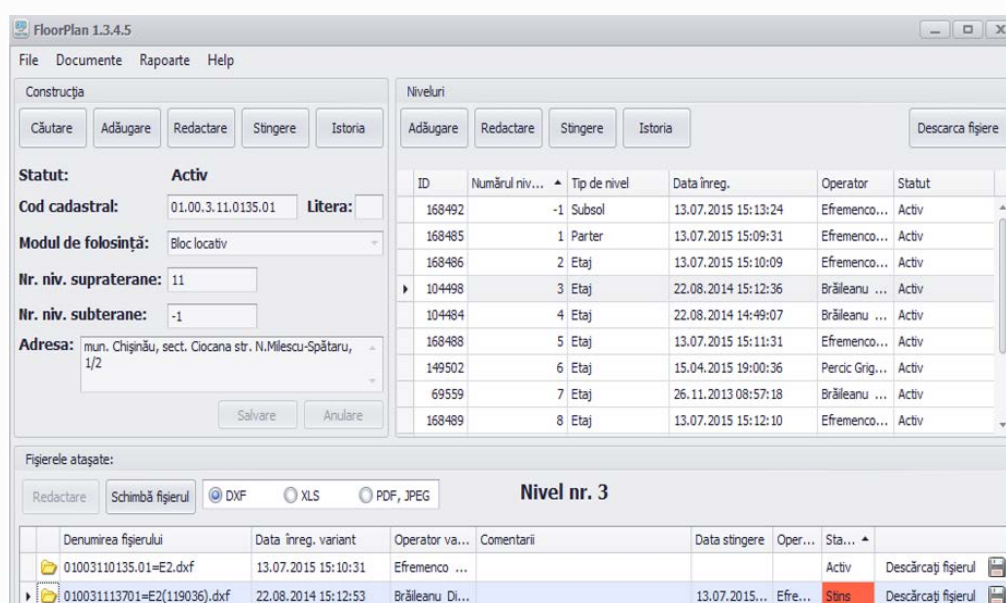 FloorPlan 1.3.4.5
File Documente Rapoarte Help
Construcția
Căutare Adăugare Redactare Stingere Istoria
Statut: Activ
Cod cadastral: 01.00.3.11.0135.01 Litera:
Modul de folosință: Bloc locativ
Nr. niv. supraterane: 11
Nr. niv. subterane: -1
Adresa: mun. Chișinău, sect. Ciocana str. N.Milescu-Spătaru,
1/2
Salvare Anulare
Niveluri
Adăugare Redactare Stingere Istoria Descarca fișiere
ID Numărul niv... Tip de nivel Data înreg. Operator Statut
168492 -1 Subsol 13.07.2015 15:13:24 Efremenco... Activ
168485 1 Parter 13.07.2015 15:09:31 Efremenco... Activ
168486 2 Etaj 13.07.2015 15:10:09 Efremenco... Activ
104498 3 Etaj 22.08.2014 15:12:36 Brăileanu ... Activ
104484 4 Etaj 22.08.2014 14:49:07 Brăileanu ... Activ
168488 5 Etaj 13.07.2015 15:11:31 Efremenco... Activ
149502 6 Etaj 15.04.2015 19:00:36 Percic Grig... Activ
69559 7 Etaj 26.11.2013 08:57:18 Brăileanu ... Activ
168489 8 Etaj 13.07.2015 15:12:10 Efremenco... Activ
Fișierele atașate:
Redactare Schimbă fișierul DXF XLS PDF, JPEG Nivel nr. 3
Denumirea fișierului Data înreg. variant Operator va... Comentarii Data stingere Oper... Sta...
01003110135.01=E2.dxf 13.07.2015 15:10:31 Efremenco ... Activ Descărcați fișierul
010031113701=E2(119036).dxf 22.08.2014 15:12:53 Brăileanu Di... 13.07.2015... Efre... Stins Descărcați fișierul